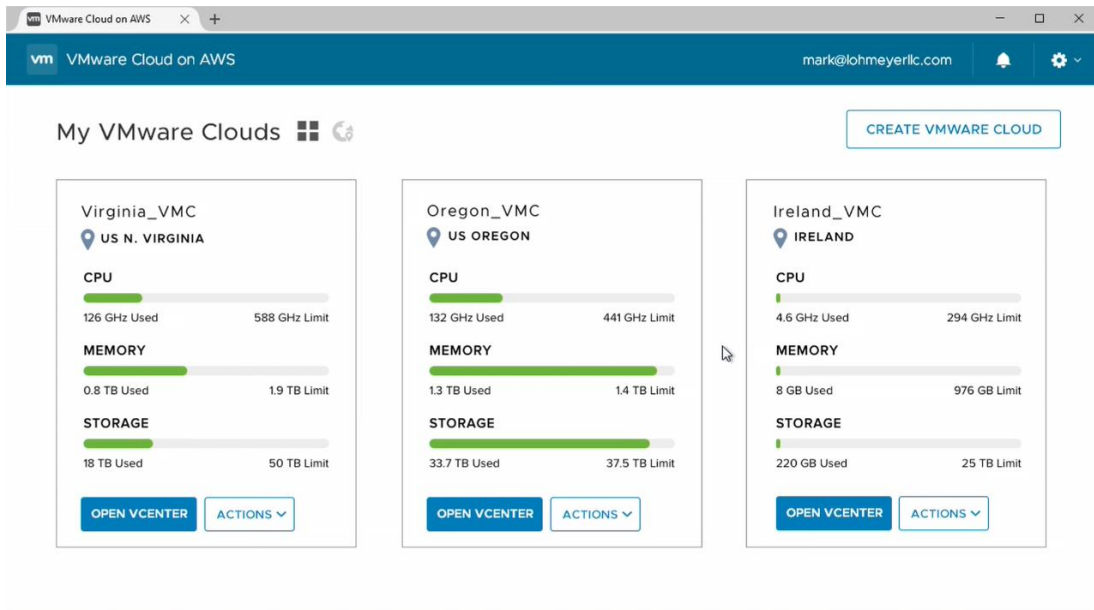 vm VMware Cloud on AWS
vm VMware Cloud on AWS
mark@lohmeyerllc.com
My VMware Clouds
CREATE VMWARE CLOUD
Virginia_VMC
US N. VIRGINIA
CPU
126 GHz Used 588 GHz Limit
MEMORY
0.8 TB Used 1.9 TB Limit
STORAGE
18 TB Used 50 TB Limit
OPEN VCENTER ACTIONS
Oregon_VMC
US OREGON
CPU
132 GHz Used 441 GHz Limit
MEMORY
1.3 TB Used 1.4 TB Limit
STORAGE
33.7 TB Used 37.5 TB Limit
OPEN VCENTER ACTIONS
Ireland_VMC
IRELAND
CPU
4.6 GHz Used 294 GHz Limit
MEMORY
8 GB Used 976 GB Limit
STORAGE
220 GB Used 25 TB Limit
OPEN VCENTER ACTIONS